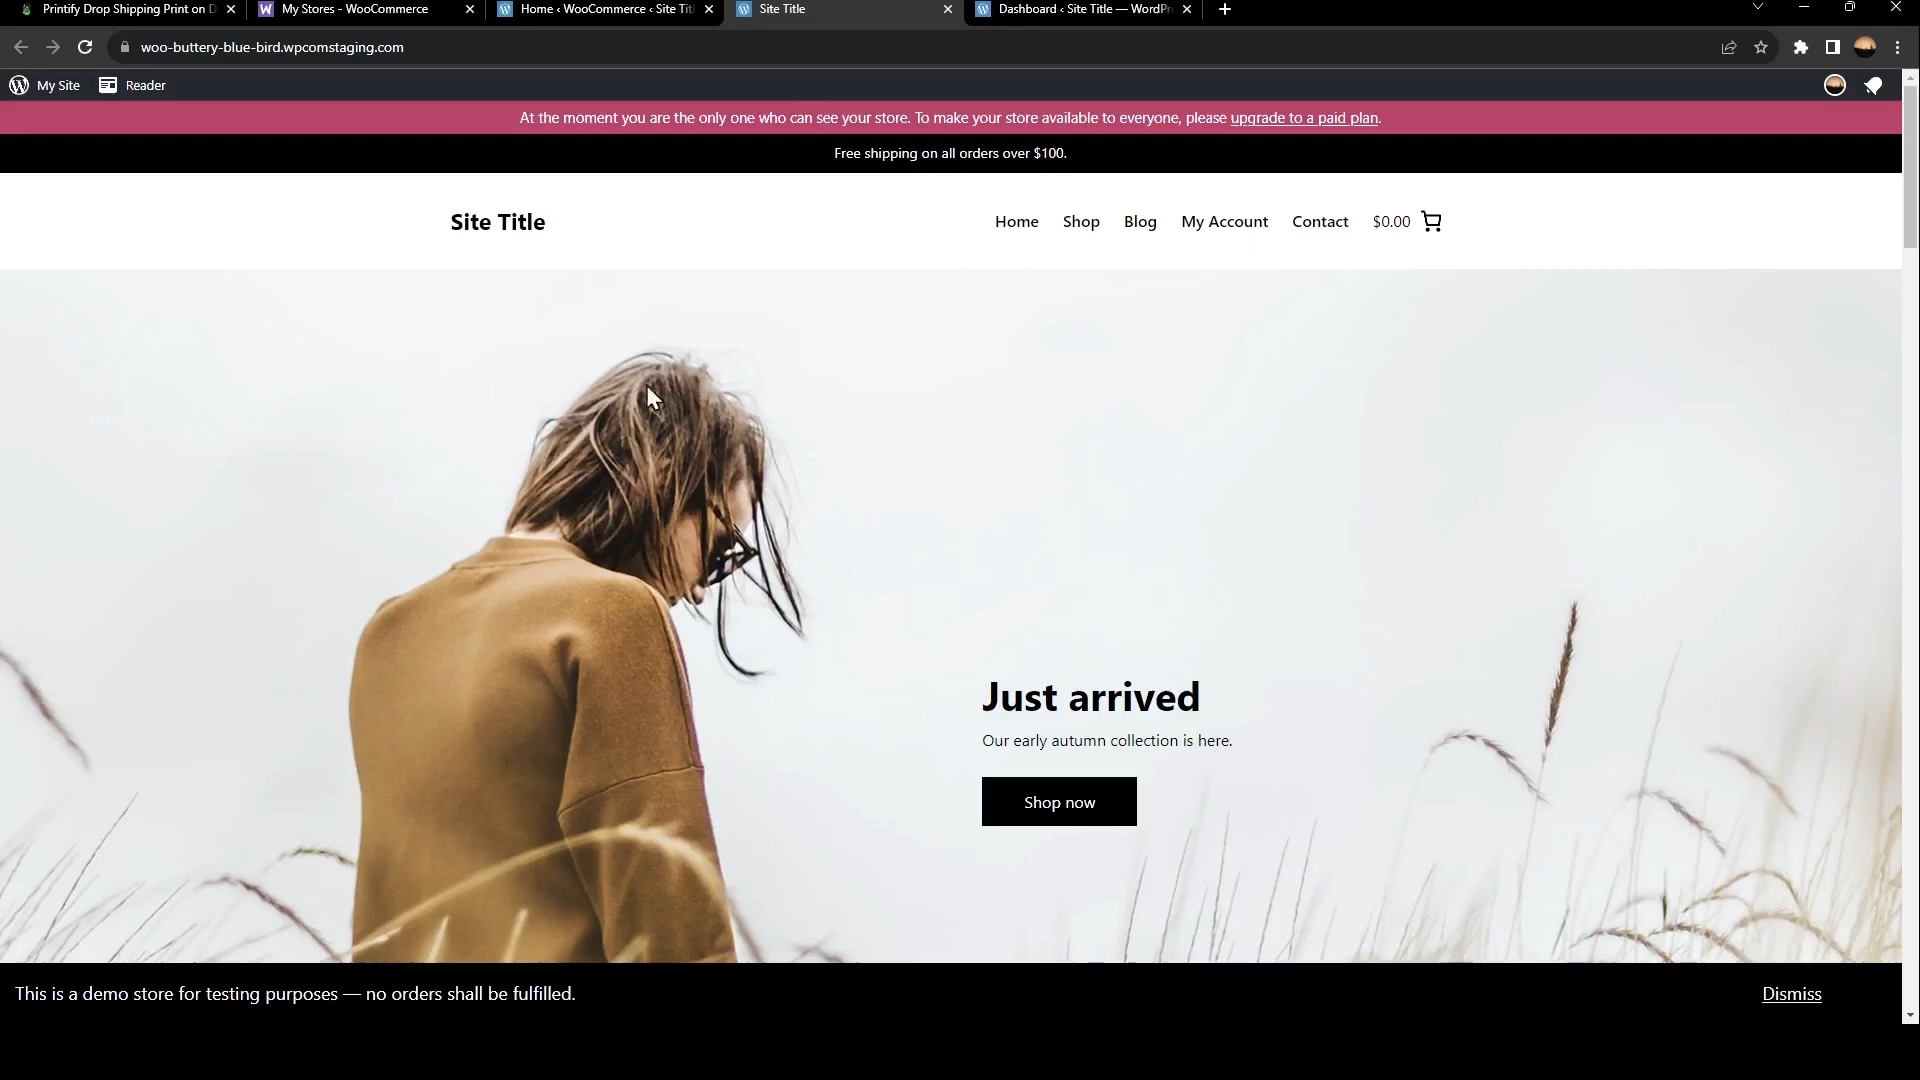 Printify Drop Shipping Print on D
My Stores - WooCommerce
Home ‹ WooCommerce ‹ Site Titl
Site Title
Dashboard ‹ Site Title — WordPr
woo-buttery-blue-bird.wpcomstaging.com
My Site
Reader
At the moment you are the only one who can see your store. To make your store available to everyone, please upgrade to a paid plan.
Free shipping on all orders over $100.
Site Title
Home
Shop
Blog
My Account
Contact
$0.00
Just arrived
Our early autumn collection is here.
Shop now
This is a demo store for testing purposes — no orders shall be fulfilled.
Dismiss